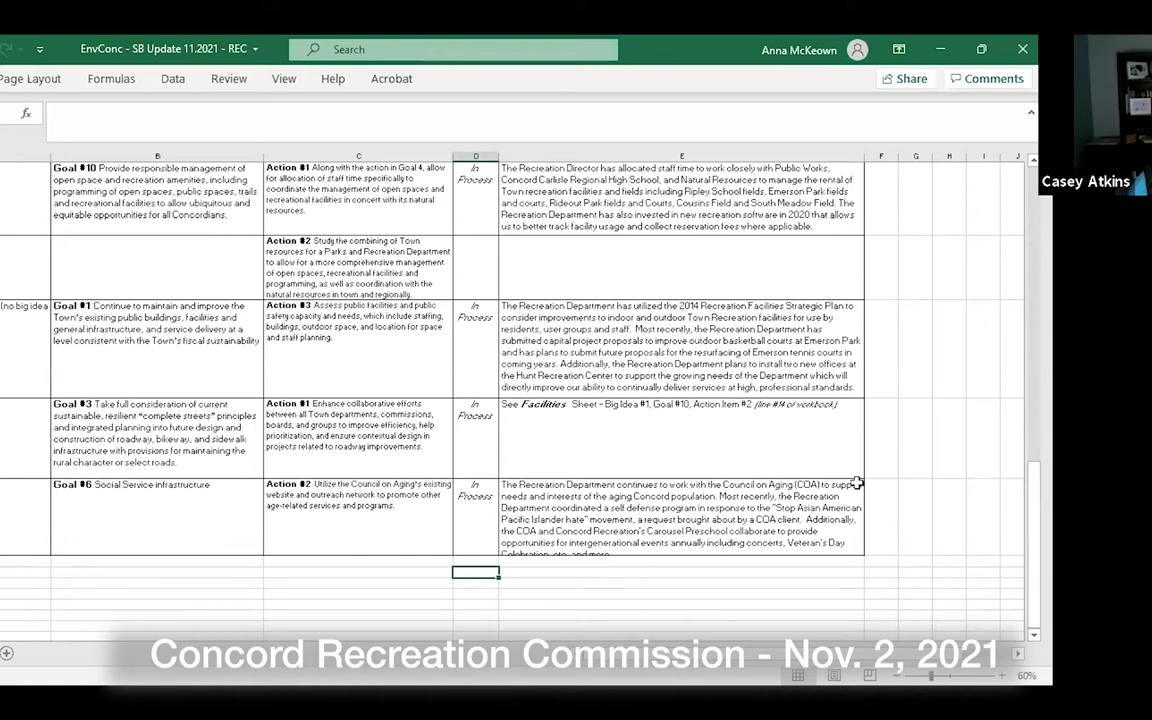 EnvConc - SB Update 11.2021 - REC
Search
Anna McKeown
Page Layout
Formulas
Data
Review
View
Help
Acrobat
Share
Comments
fx
B
C
D
E
F
G
H
I
J
Goal #10 Provide responsible management of
open space and recreation amenities, including
programming of open spaces, public spaces, trails
and recreational facilities to allow ubiquitous and
equitable opportunities for all Concordians.
Action #1 Along with the action in Goal 4, allow
for allocation of staff time specifically to
coordinate the management of open spaces and
recreational facilities in concert with its natural
resources.
In
Process
The Recreation Director has allocated staff time to work closely with Public Works,
Concord Carlisle Regional High School, and Natural Resources to manage the rental of
Town recreation facilities and fields including Ripley School fields, Emerson Park fields
and courts, Rideout Park fields and Courts, Cousins Field and South Meadow Field. The
Recreation Department has also invested in new recreation software in 2020 that allows
us to better track facility usage and collect reservation fees where applicable.
Action #2 Study the combining of Town
resources for a Parks and Recreation Department
to allow for a more comprehensive management
of open spaces, recreational facilities and
programming, as well as coordination with the
natural resources in town and regionally.
(no big idea
Goal #1 Continue to maintain and improve the
Town's existing public buildings, facilities and
general infrastructure, and service delivery at a
level consistent with the Town's fiscal sustainability
Action #3 Assess public facilities and public
safety capacity and needs, which include staffing,
buildings, outdoor space, and location for space
and staff planning.
In
Process
The Recreation Department has utilized the 2014 Recreation Facilities Strategic Plan to
consider improvements to indoor and outdoor Town Recreation facilities for use by
residents, user groups and staff. Most recently, the Recreation Department has
submitted capital project proposals to improve outdoor basketball courts at Emerson Park
and has plans to submit future proposals for the resurfacing of Emerson tennis courts in
coming years. Additionally, the Recreation Department plans to install two new offices at
the Hunt Recreation Center to support the growing needs of the Department which will
directly improve our ability to continually deliver services at high, professional standards.
Goal #3 Take full consideration of current
sustainable, resilient "complete streets" principles
and integrated planning into future design and
construction of roadway, bikeway, and sidewalk
infrastructure with provisions for maintaining the
rural character or select roads.
Action #1 Enhance collaborative efforts
between all Town departments, commissions,
boards, and groups to improve efficiency, help
prioritization, and ensure contextual design in
projects related to roadway improvements.
In
Process
See Facilities Sheet - Big Idea #1, Goal #10, Action Item #2 (line #14 of workbook)
Goal #6 Social Service infrastructure
Action #2 Utilize the Council on Aging's existing
website and outreach network to promote other
age-related services and programs.
In
Process
The Recreation Department continues to work with the Council on Aging (COA) to
needs and interests of the aging Concord population. Most recently, the Recreation
Department coordinated a self defense program in response to the "Stop Asian American
Pacific Islander hate" movement, a request brought about by a COA client. Additionally,
the COA and Concord Recreation's Carousel Preschool collaborate to provide
opportunities for intergenerational events annually including concerts, Veteran's Day
Celebration, etc. and more.
Casey Atkins
Concord Recreation Commission - Nov. 2, 2021
60%